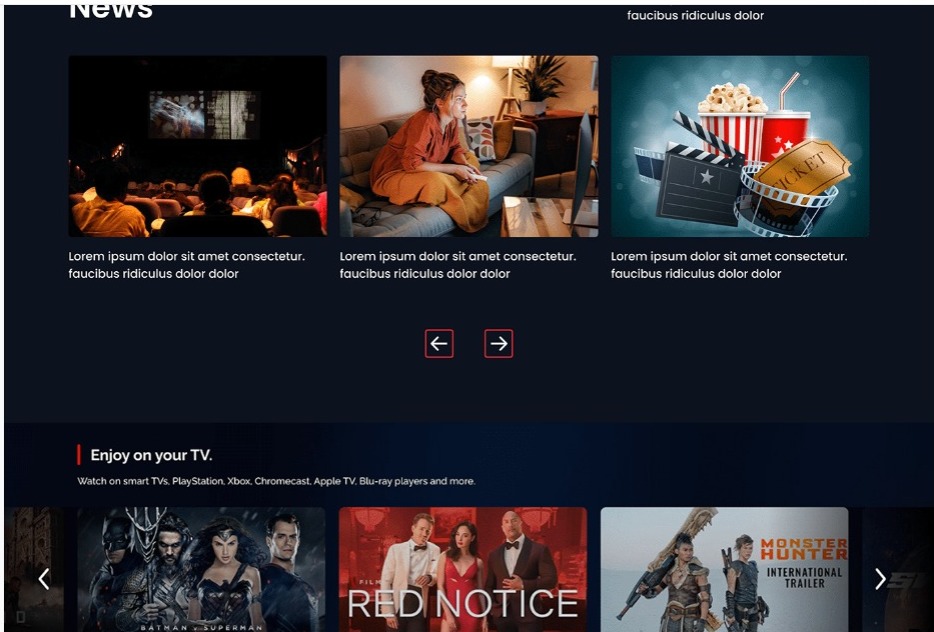 News
faucibus ridiculus dolor
TICKET
Lorem ipsum dolor sit amet consectetur.
faucibus ridiculus dolor dolor
Lorem ipsum dolor sit amet consectetur.
faucibus ridiculus dolor dolor
Lorem ipsum dolor sit amet consectetur.
faucibus ridiculus dolor dolor
Enjoy on your TV.
Watch on smart TVs, PlayStation, Xbox, Chromecast, Apple TV, Blu-ray players and more.
BATMAN v SUPERMAN
FILM
RED NOTICE
MONSTER
HUNTER
INTERNATIONAL
TRAILER